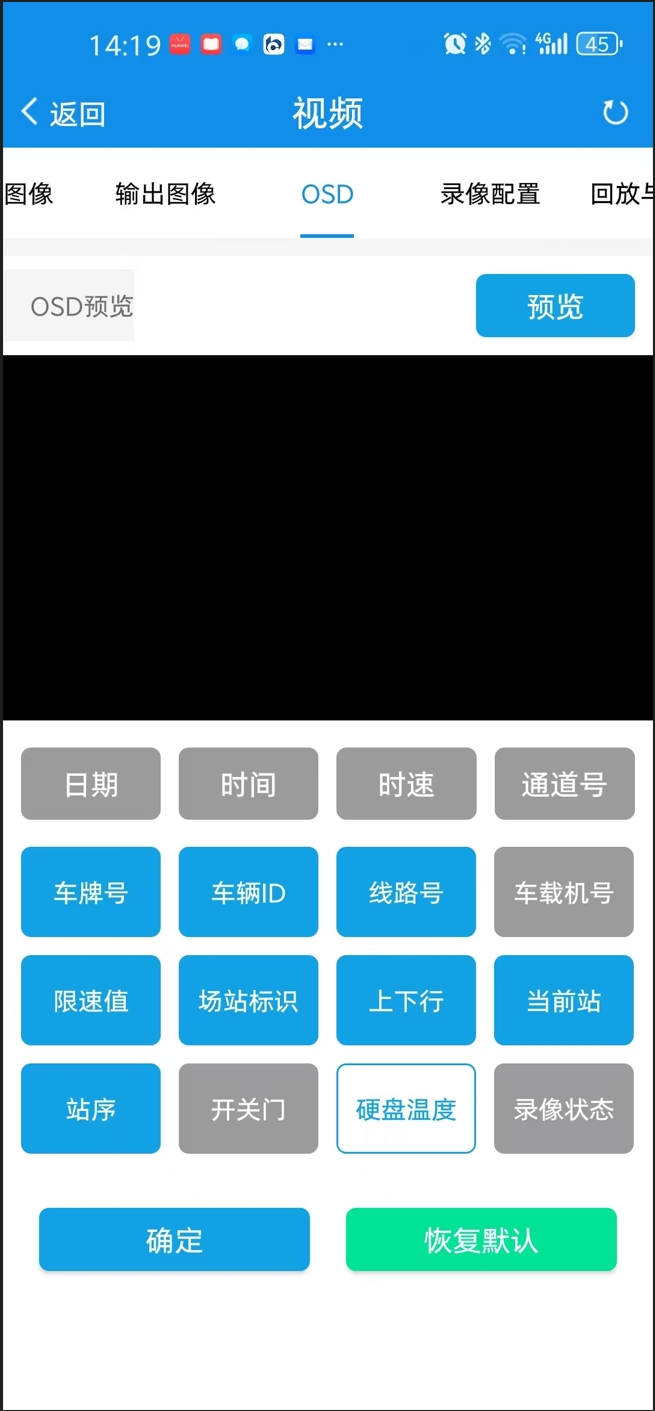 14:19 HUAWEI 4G 45
返回 视频
图像 输出图像 OSD 录像配置 回放
OSD预览 预览
日期 时间 时速 通道号
车牌号 车辆ID 线路号 车载机号
限速值 场站标识 上下行 当前站
站序 开关门 硬盘温度 录像状态
确定 恢复默认